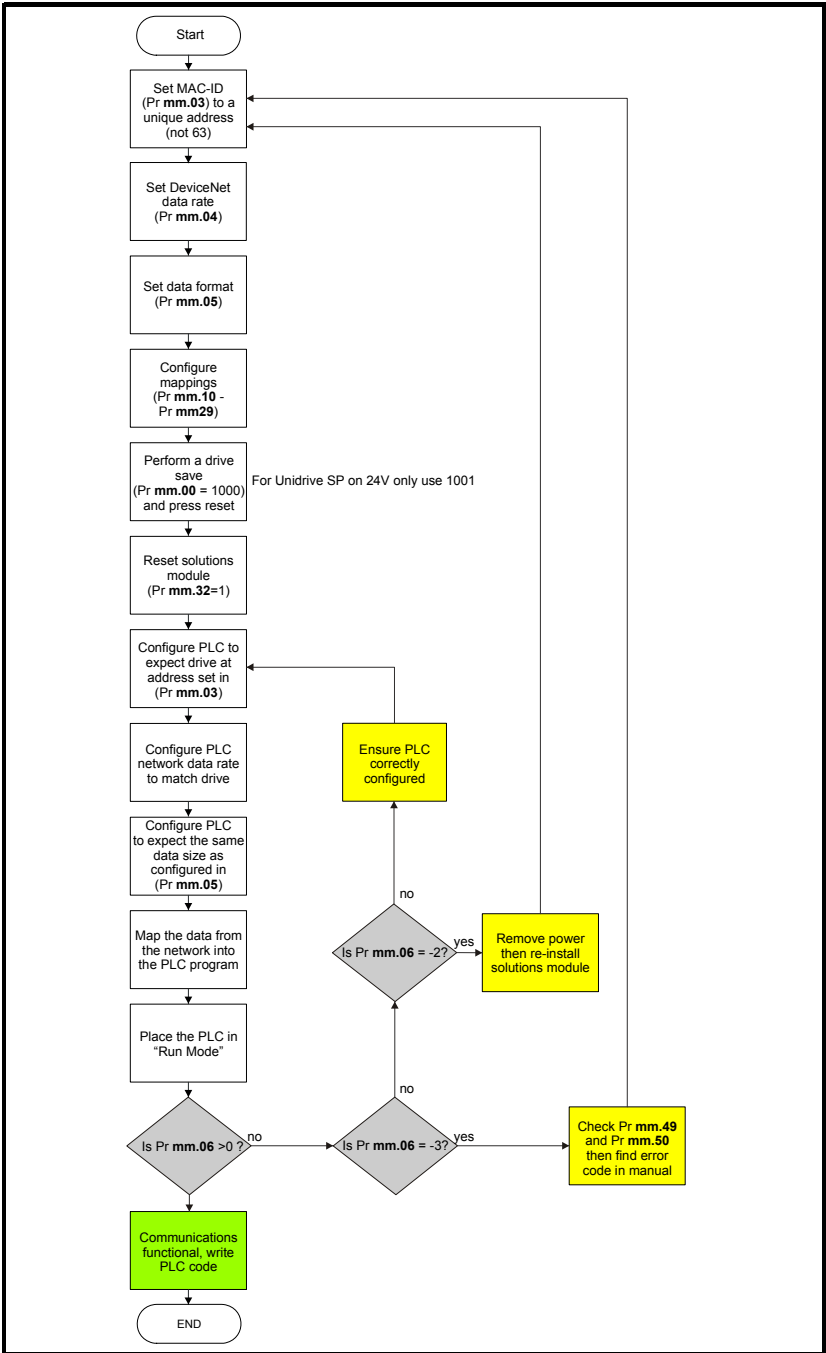 Start
Set MAC-ID
(Pr mm.03) to a
unique address
(not 63)
Set DeviceNet
data rate
(Pr mm.04)
Set data format
(Pr mm.05)
Configure
mappings
(Pr mm.10 -
Pr mm29)
Perform a drive
save
(Pr mm.00 = 1000)
and press reset
For Unidrive SP on 24V only use 1001
Reset solutions
module
(Pr mm.32=1)
Configure PLC to
expect drive at
address set in
(Pr mm.03)
Configure PLC
network data rate
to match drive
Ensure PLC
correctly
configured
Configure PLC
to expect the same
data size as
configured in
(Pr mm.05)
no
Map the data from
the network into
the PLC program
Is Pr mm.06 = -2?
yes
Remove power
then re-install
solutions module
Place the PLC in
“Run Mode”
no
Is Pr mm.06 >0 ?
no
Is Pr mm.06 = -3?
yes
Check Pr mm.49
and Pr mm.50
then find error
code in manual
Communications
functional, write
PLC code
END